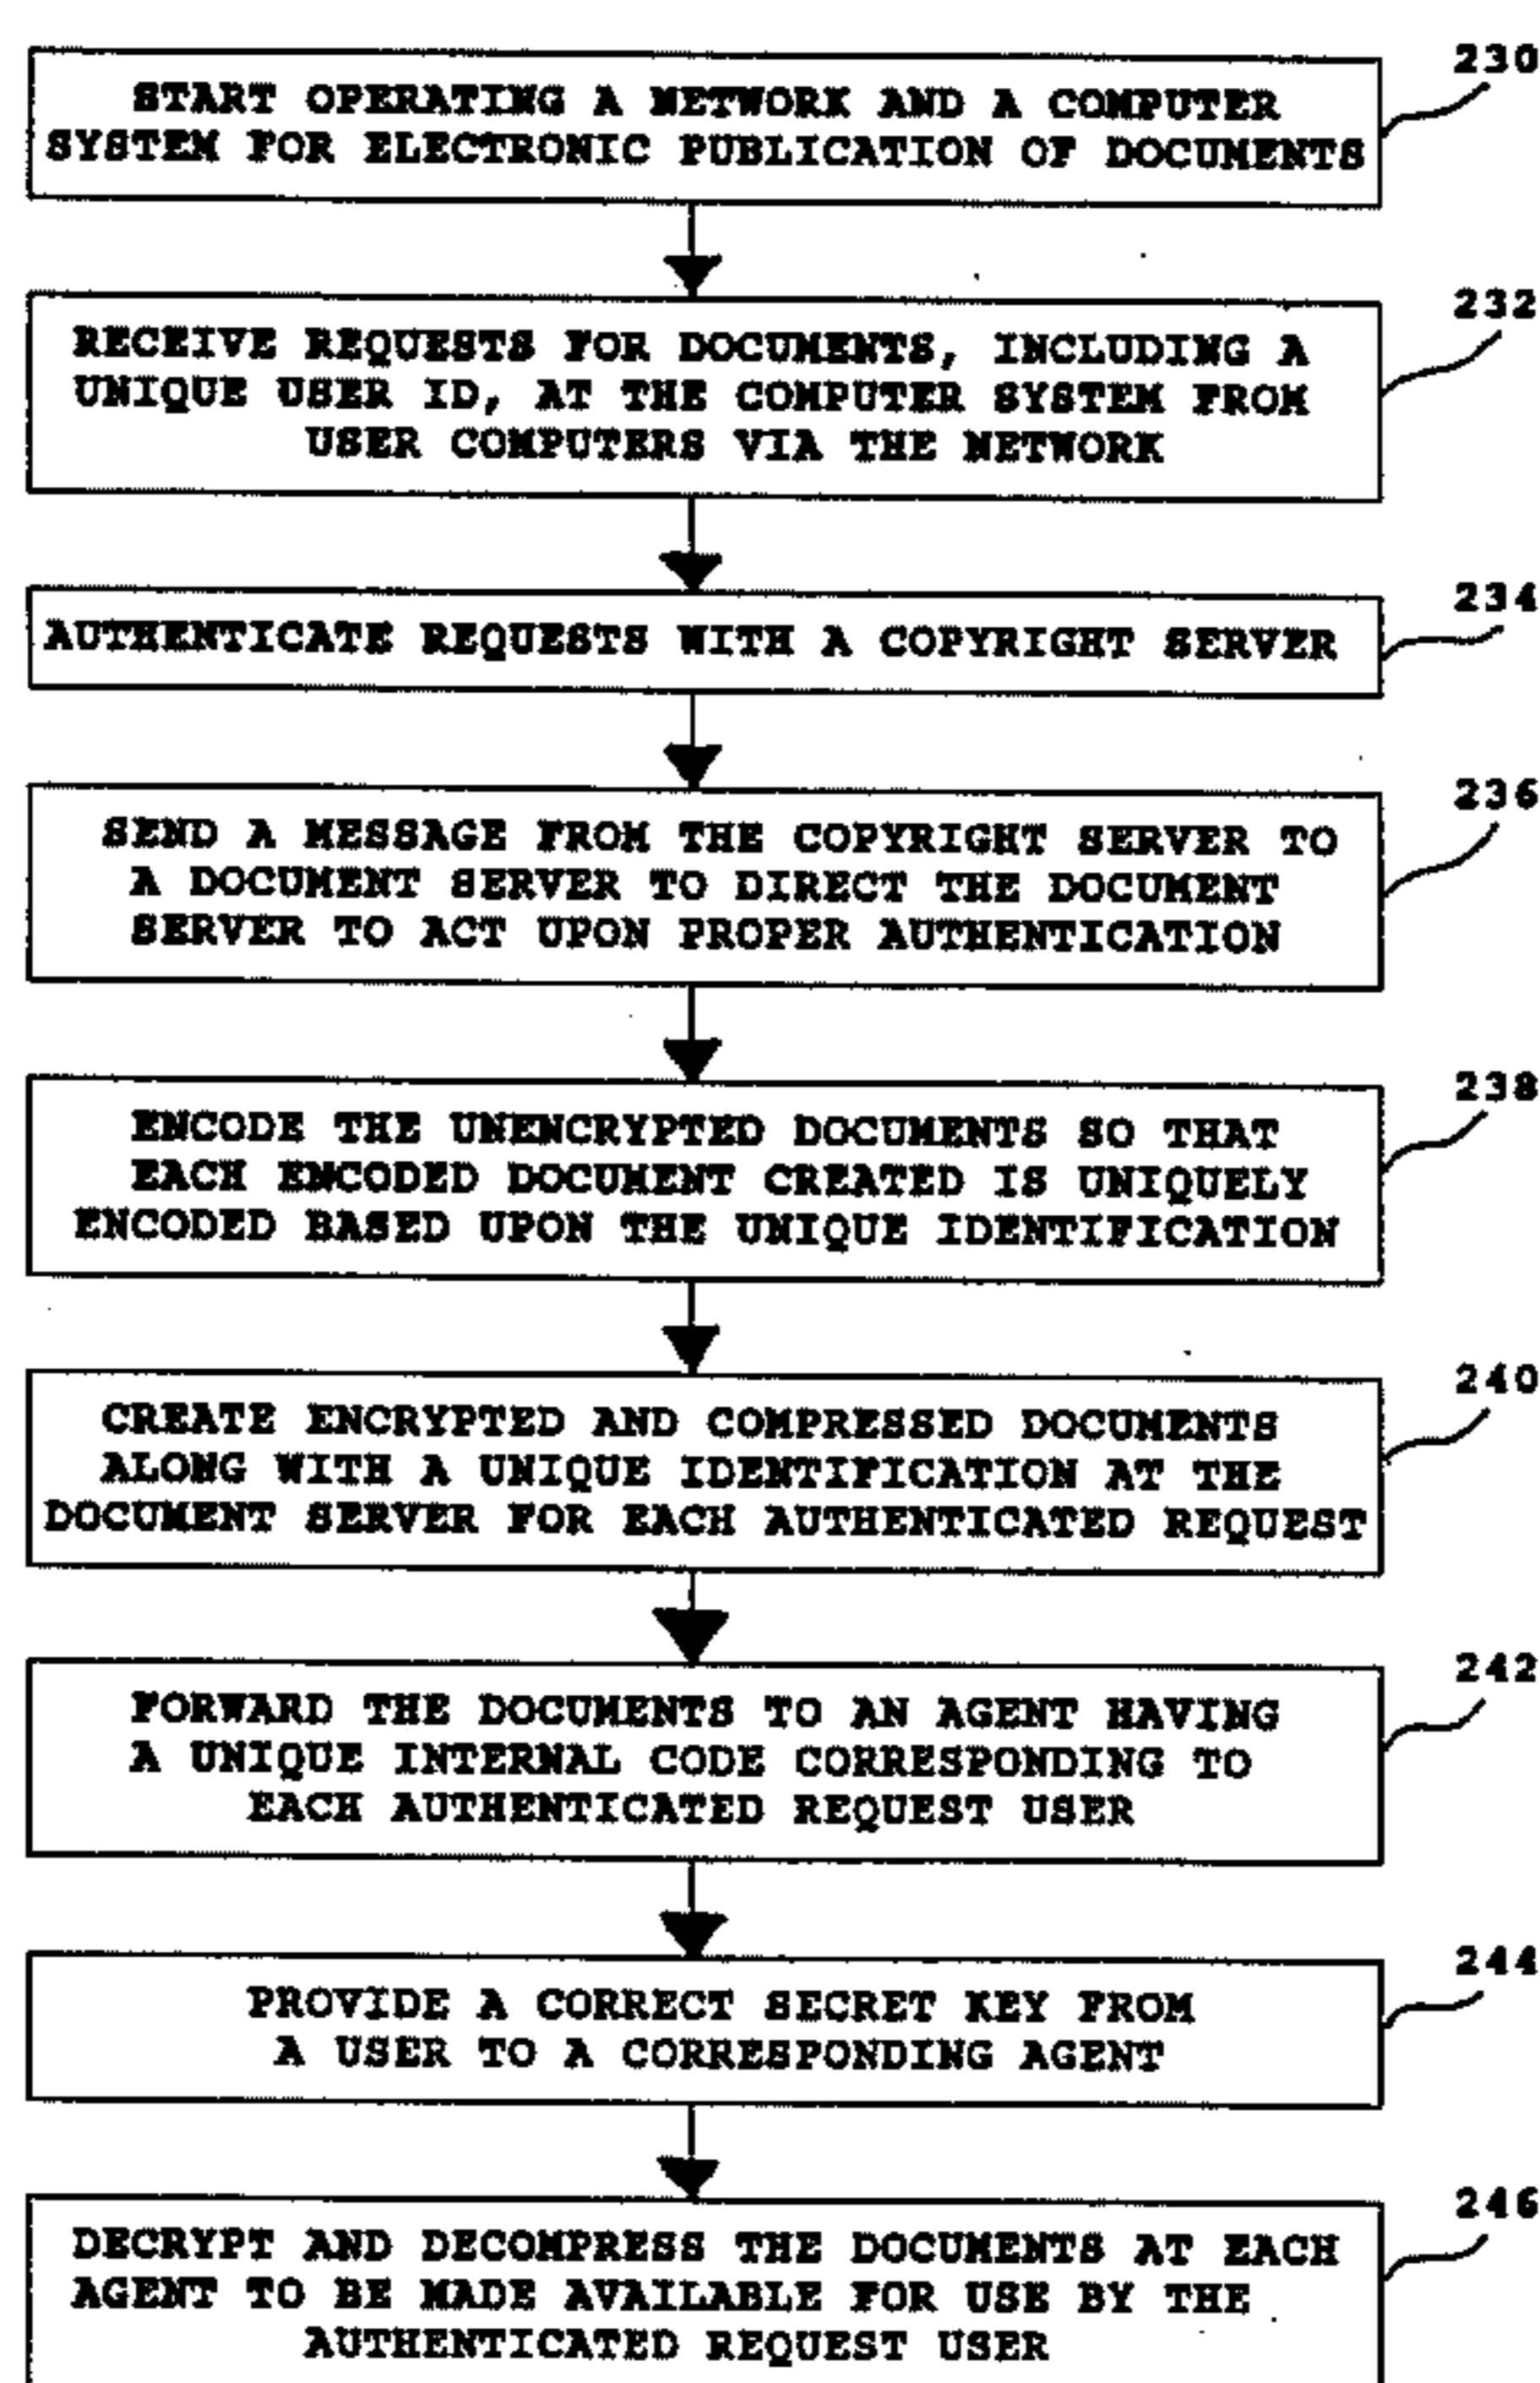 230
START OPERATING A NETWORK AND A COMPUTER
SYSTEM FOR ELECTRONIC PUBLICATION OF DOCUMENTS
232
RECEIVE REQUESTS FOR DOCUMENTS, INCLUDING A
UNIQUE USER ID, AT THE COMPUTER SYSTEM FROM
USER COMPUTERS VIA THE NETWORK
234
AUTHENTICATE REQUESTS WITH A COPYRIGHT SERVER
236
SEND A MESSAGE FROM THE COPYRIGHT SERVER TO
A DOCUMENT SERVER TO DIRECT THE DOCUMENT
SERVER TO ACT UPON PROPER AUTHENTICATION
238
ENCODE THE UNENCRYPTED DOCUMENTS SO THAT
EACH ENCODED DOCUMENT CREATED IS UNIQUELY
ENCODED BASED UPON THE UNIQUE IDENTIFICATION
240
CREATE ENCRYPTED AND COMPRESSED DOCUMENTS
ALONG WITH A UNIQUE IDENTIFICATION AT THE
DOCUMENT SERVER FOR EACH AUTHENTICATED REQUEST
242
FORWARD THE DOCUMENTS TO AN AGENT HAVING
A UNIQUE INTERNAL CODE CORRESPONDING TO
EACH AUTHENTICATED REQUEST USER
244
PROVIDE A CORRECT SECRET KEY FROM
A USER TO A CORRESPONDING AGENT
246
DECRYPT AND DECOMPRESS THE DOCUMENTS AT EACH
AGENT TO BE MADE AVAILABLE FOR USE BY THE
AUTHENTICATED REQUEST USER